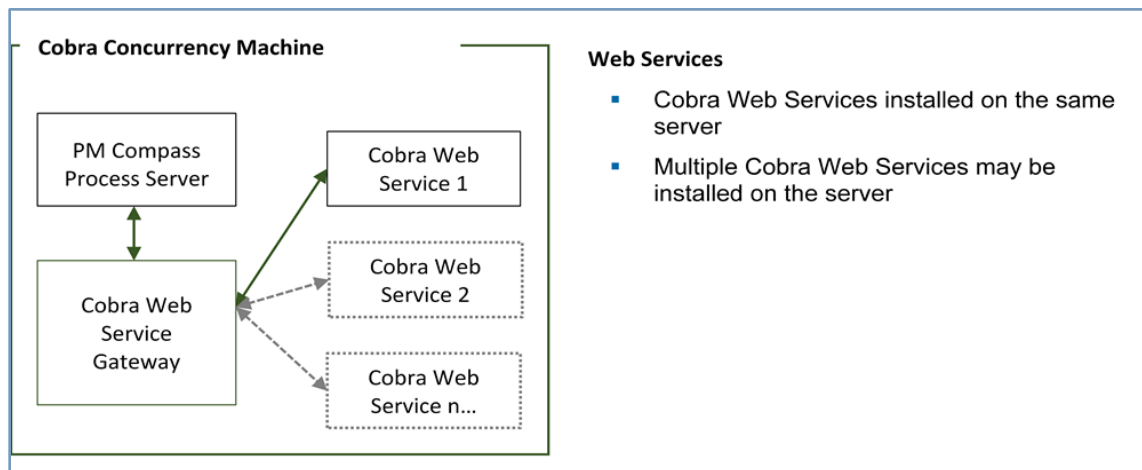 Cobra Concurrency Machine
PM Compass
Process Server
Cobra Web
Service
Gateway
Cobra Web
Service 1
Cobra Web
Service 2
Cobra Web
Service n...
Web Services
▪ Cobra Web Services installed on the same
server
▪ Multiple Cobra Web Services may be
installed on the server